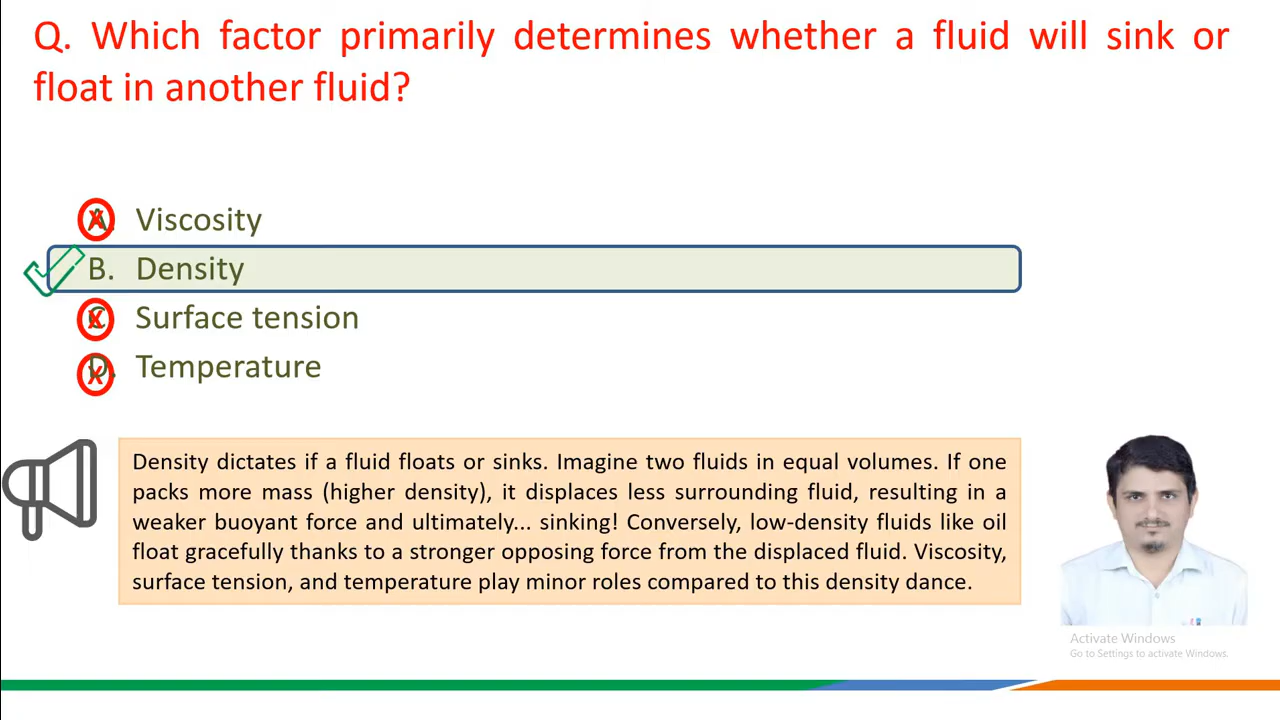 Q. Which factor primarily determines whether a fluid will sink or
float in another fluid?
A. Viscosity
B. Density
C. Surface tension
D. Temperature
Density dictates if a fluid floats or sinks. Imagine two fluids in equal volumes. If one
packs more mass (higher density), it displaces less surrounding fluid, resulting in a
weaker buoyant force and ultimately... sinking! Conversely, low-density fluids like oil
float gracefully thanks to a stronger opposing force from the displaced fluid. Viscosity,
surface tension, and temperature play minor roles compared to this density dance.
Activate Windows
Go to Settings to activate Windows.